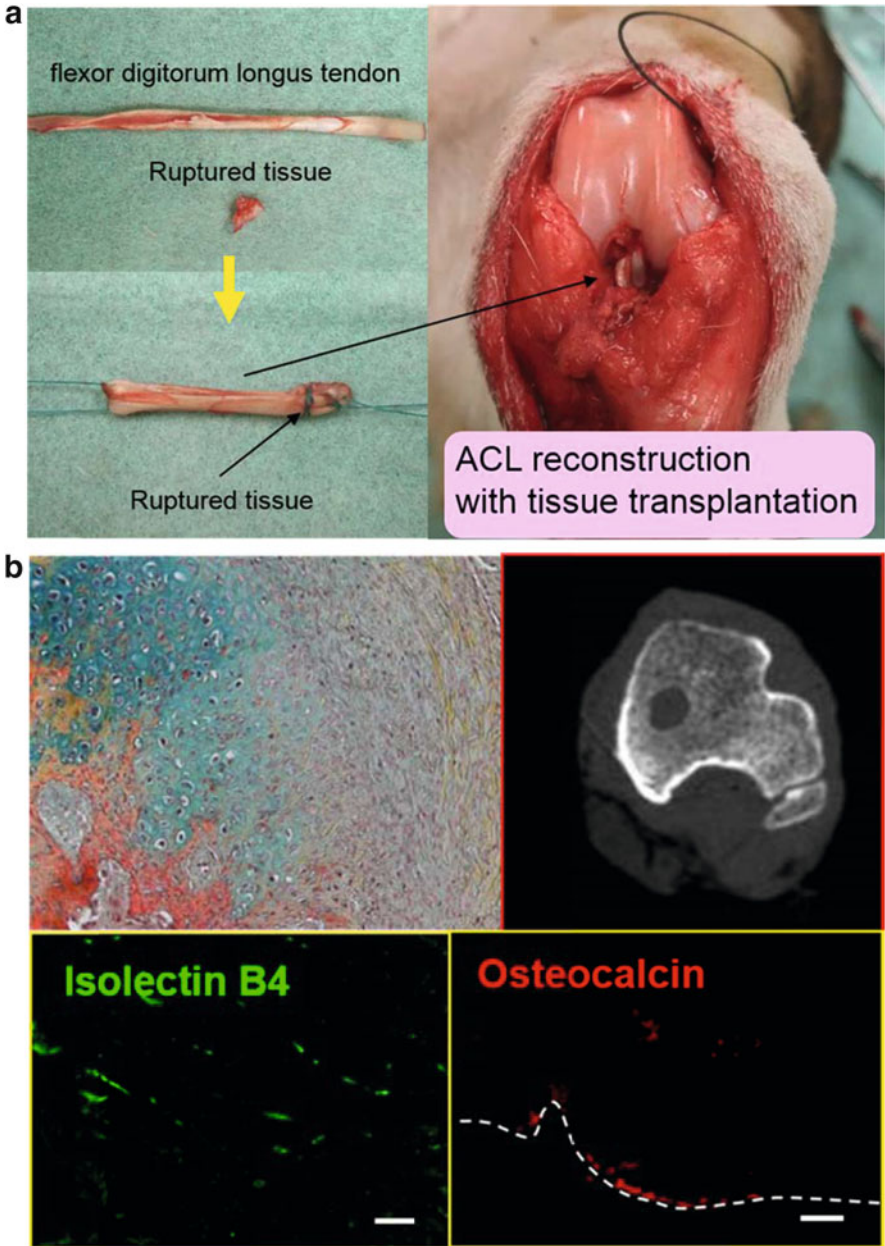 a
flexor digitorum longus tendon
Ruptured tissue
Ruptured tissue
ACL reconstruction
with tissue transplantation
b
Isolectin B4
Osteocalcin